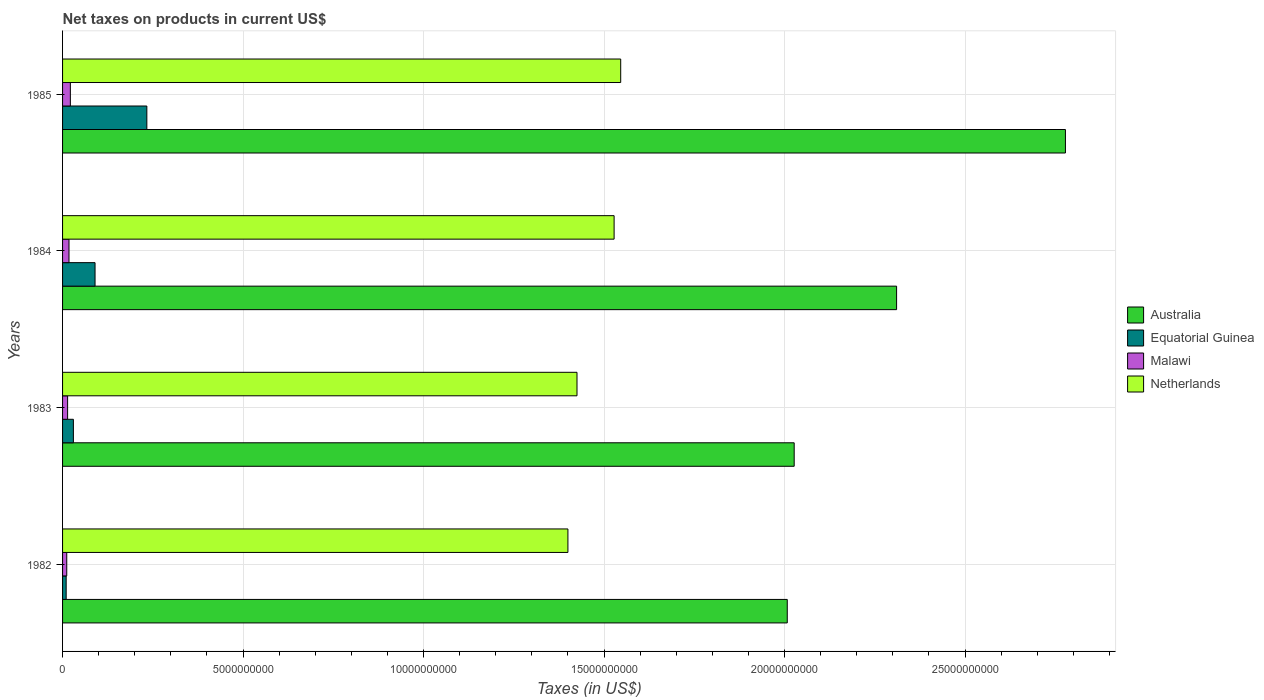 Net taxes on products in current US$
1985
1984
1983
1982
Years
0
5000000000
10000000000
15000000000
20000000000
25000000000
Taxes (in US$)
Australia
Equatorial Guinea
Malawi
Netherlands